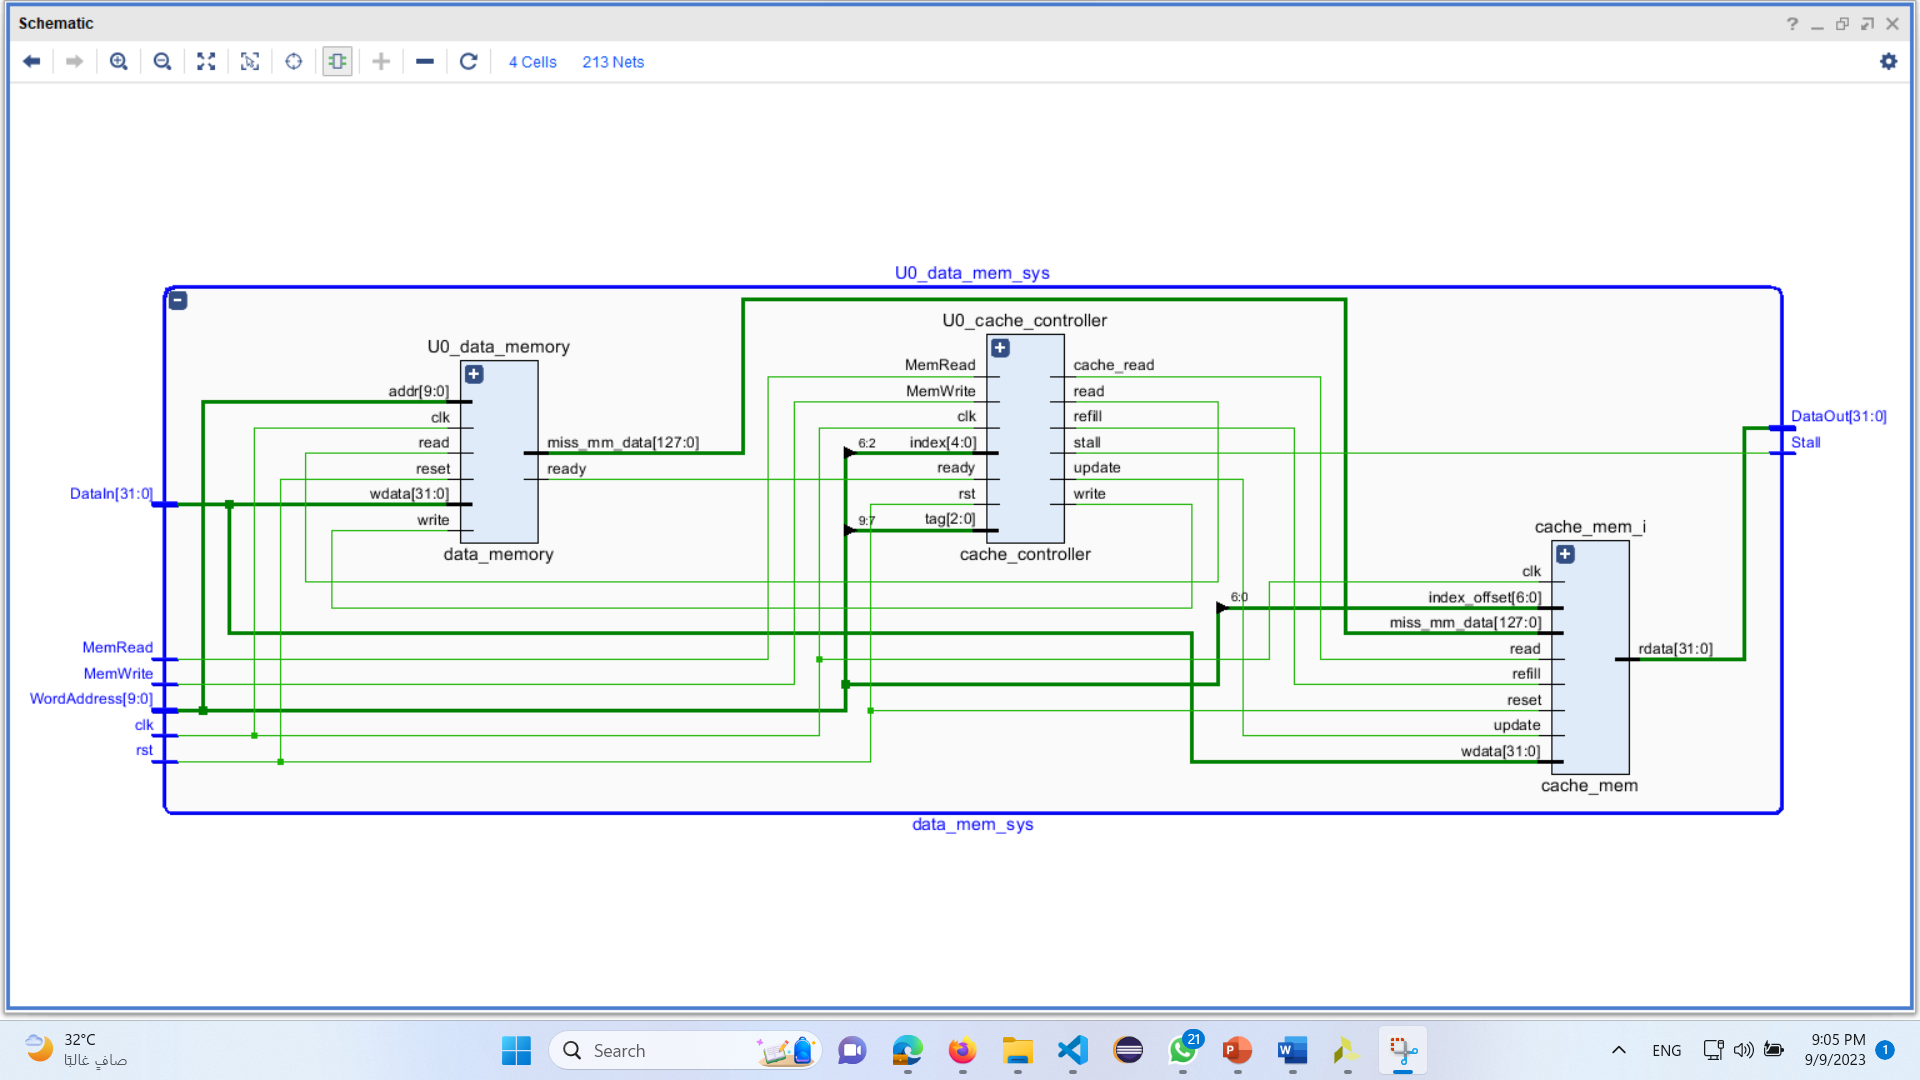 Schematic
4 Cells
213 Nets
U0_data_mem_sys
U0_data_memory
addr[9:0]
clk
read
reset
wdata[31:0]
write
miss_mm_data[127:0]
ready
data_memory
U0_cache_controller
MemRead
MemWrite
clk
6:2
index[4:0]
ready
rst
9:7
tag[2:0]
cache_read
read
refill
stall
update
write
cache_controller
cache_mem_i
clk
6:0
index_offset[6:0]
miss_mm_data[127:0]
read
refill
reset
update
wdata[31:0]
rdata[31:0]
cache_mem
DataIn[31:0]
MemRead
MemWrite
WordAddress[9:0]
clk
rst
DataOut[31:0]
Stall
data_mem_sys
32°C
صافٍ غالبًا
Search
21
ENG
9:05 PM
9/9/2023
1